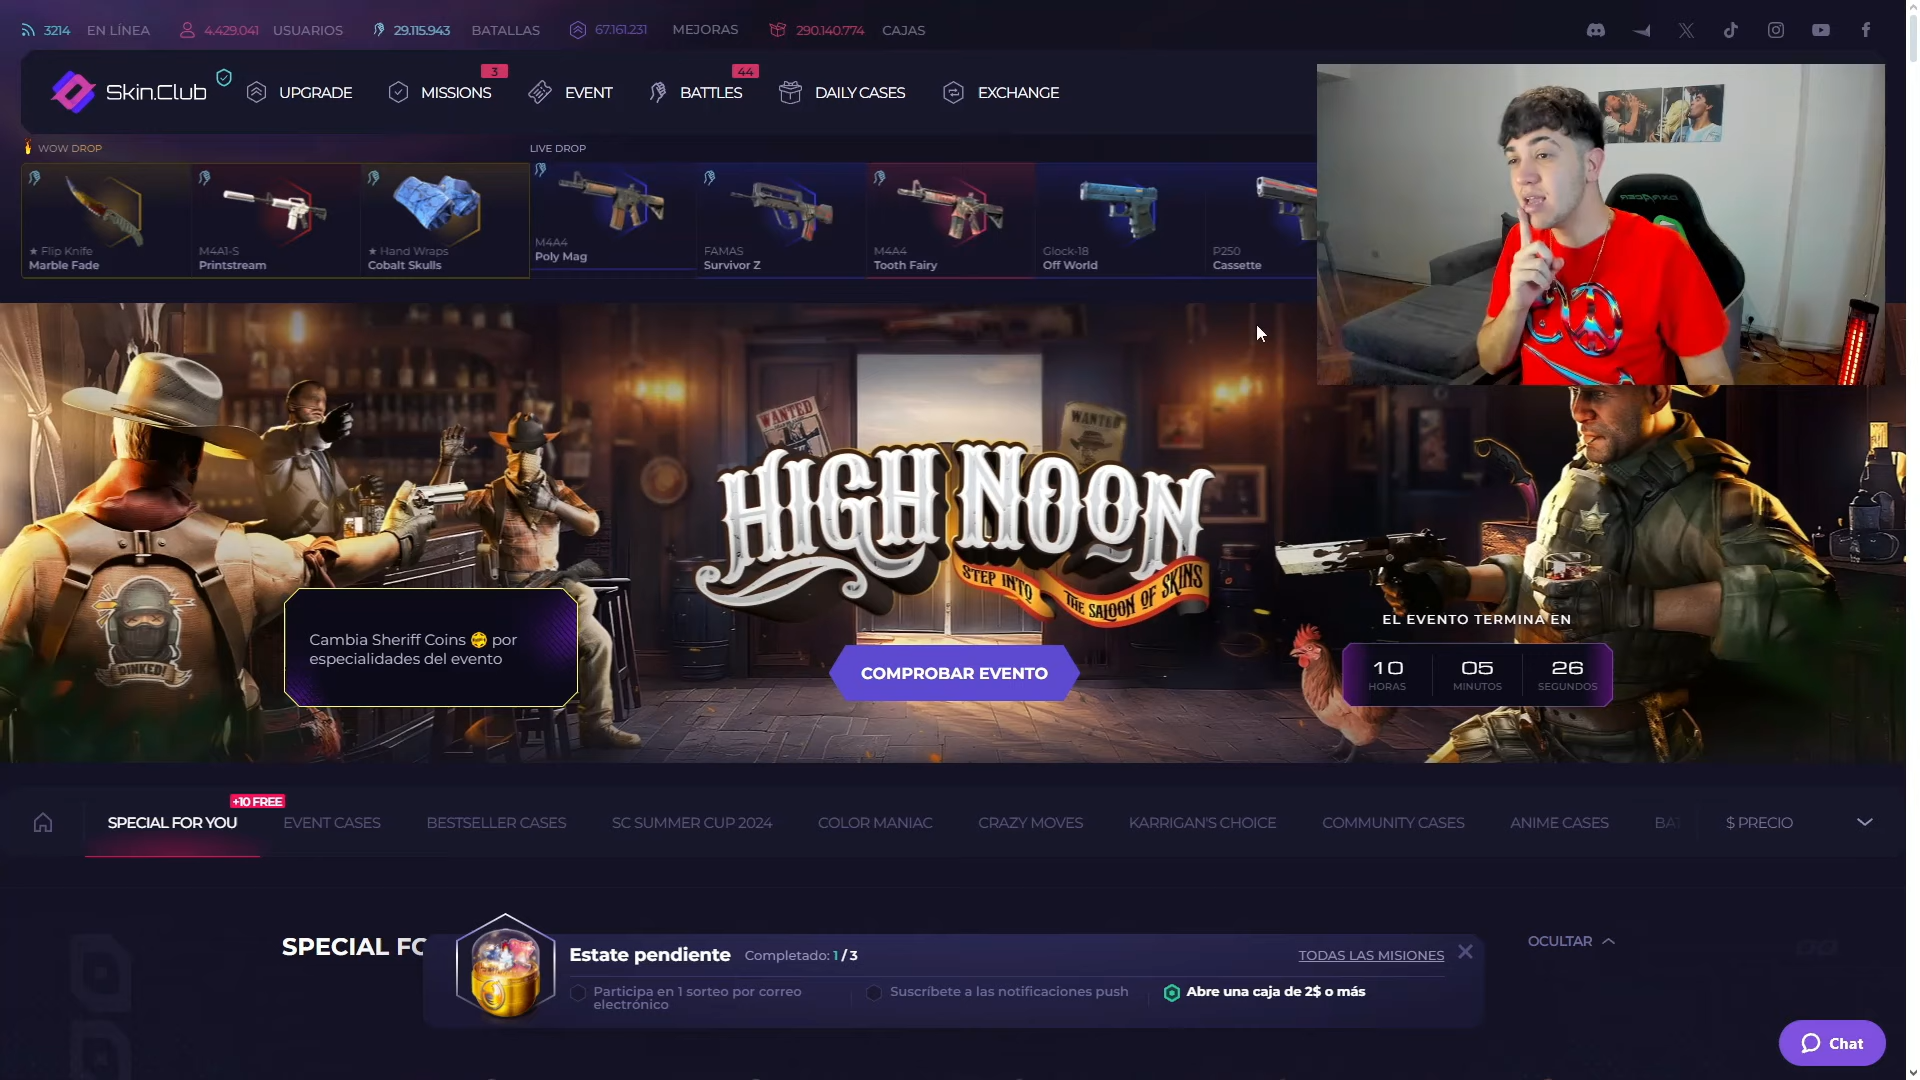 3214 EN LÍNEA 4.429.041 USUARIOS 29.115.943 BATALLAS 67.161.231 MEJORAS 290.140.774 CAJAS
Skin.Club UPGRADE 3 MISSIONS EVENT 44 BATTLES DAILY CASES EXCHANGE
WOW DROP
LIVE DROP
★ Flip Knife
Marble Fade
M4A1-S
Printstream
★ Hand Wraps
Cobalt Skulls
M4A4
Poly Mag
FAMAS
Survivor Z
M4A4
Tooth Fairy
Glock-18
Off World
P250
Cassette
DXRACER
WANTED
WANTED
HIGH NOON
STEP INTO THE SALOON OF SKINS
DINKED!
Cambia Sheriff Coins por
especialidades del evento
COMPROBAR EVENTO
EL EVENTO TERMINA EN
10 05 26
HORAS MINUTOS SEGUNDOS
+10 FREE
SPECIAL FOR YOU EVENT CASES BESTSELLER CASES SC SUMMER CUP 2024 COLOR MANIAC CRAZY MOVES KARRIGAN'S CHOICE COMMUNITY CASES ANIME CASES BAT $ PRECIO
SPECIAL FO
Estate pendiente Completado: 1 / 3 TODAS LAS MISIONES
Participa en 1 sorteo por correo
electrónico
Suscríbete a las notificaciones push
Abre una caja de 2$ o más
OCULTAR
Chat